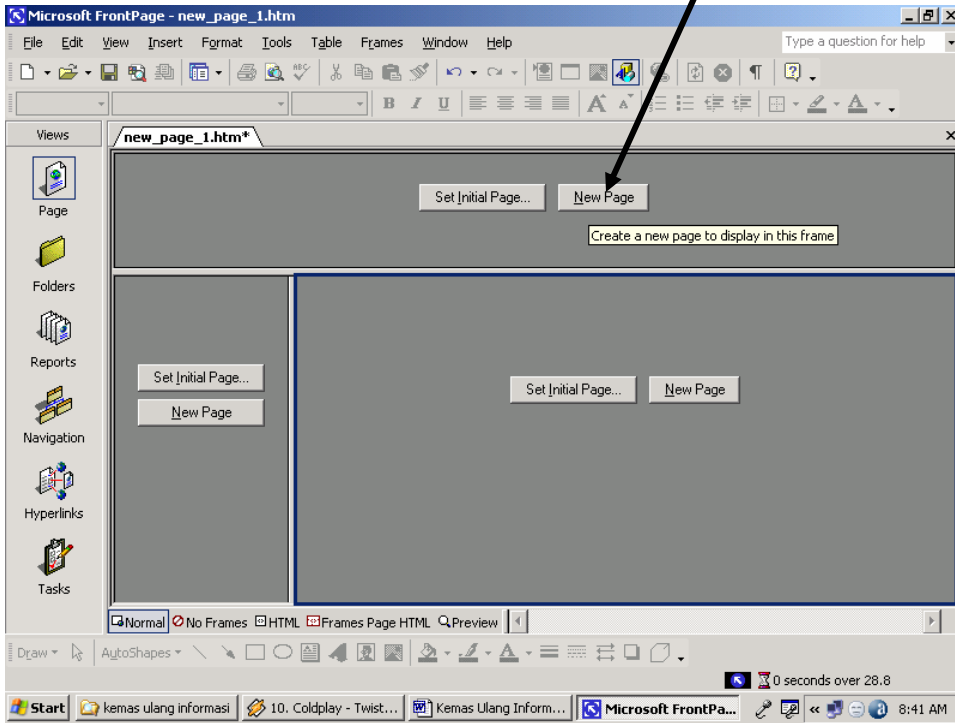 Microsoft FrontPage - new_page_1.htm
File Edit View Insert Format Tools Table Frames Window Help
Type a question for help
Views
new_page_1.htm*
Set Initial Page... New Page
Create a new page to display in this frame
Page
Folders
Reports
Navigation
Hyperlinks
Tasks
Set Initial Page...
New Page
Set Initial Page... New Page
Normal No Frames HTML Frames Page HTML Preview
Draw AutoShapes
0 seconds over 28.8
Start kemas ulang informasi 10. Coldplay - Twist... Kemas Ulang Inform... Microsoft FrontPa... 8:41 AM